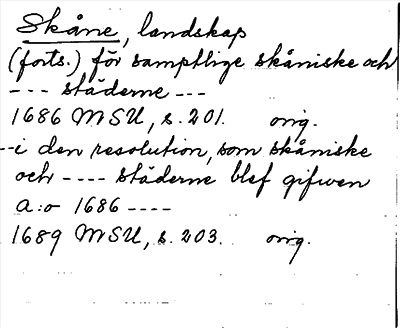 Skåne, landskap
(forts.) för samptlige skåniske och
--- städerne ---
1686 MSU, s. 201. orig.
--i den resolution, som skåniske
och ---- städerne blef gifwen
a:o 1686 ----
1689 MSU, s. 203. orig.